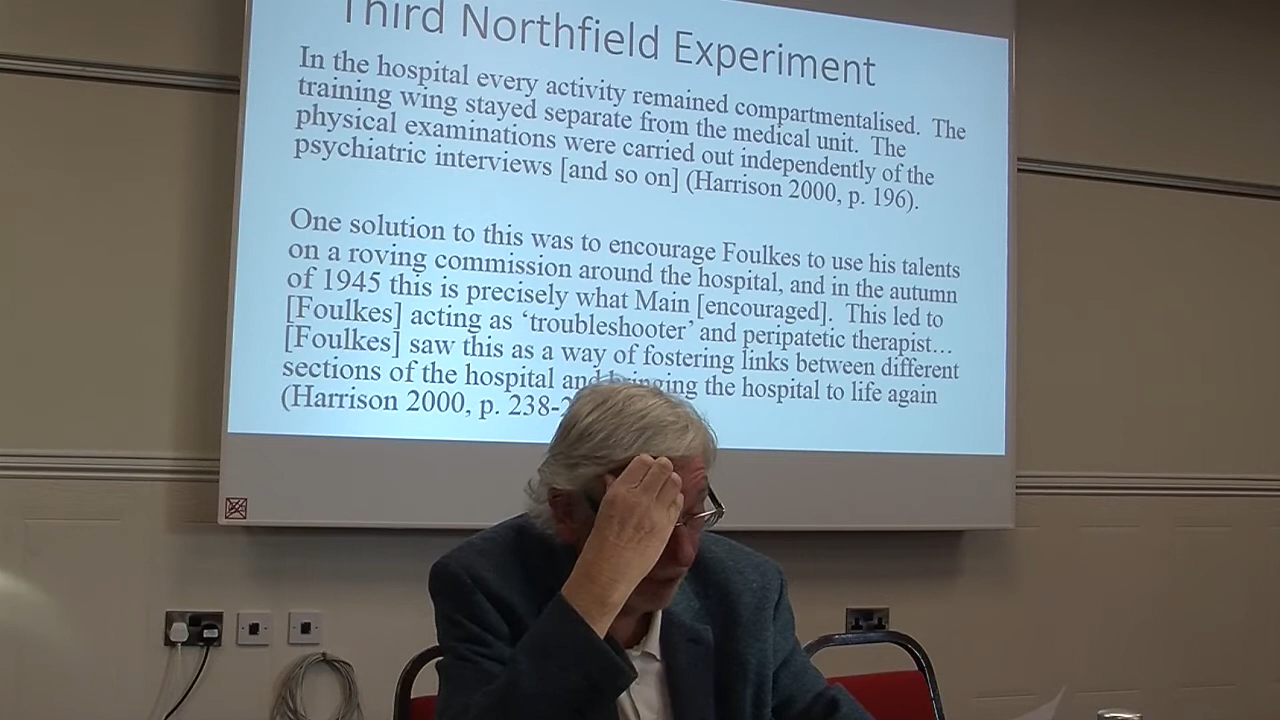 Third Northfield Experiment
In the hospital every activity remained compartmentalised. The
training wing stayed separate from the medical unit. The
physical examinations were carried out independently of the
psychiatric interviews [and so on] (Harrison 2000, p. 196).
One solution to this was to encourage Foulkes to use his talents
on a roving commission around the hospital, and in the autumn
of 1945 this is precisely what Main [encouraged]. This led to
[Foulkes] acting as ‘troubleshooter’ and peripatetic therapist…
[Foulkes] saw this as a way of fostering links between different
sections of the hospital and bringing the hospital to life again
(Harrison 2000, p. 238-